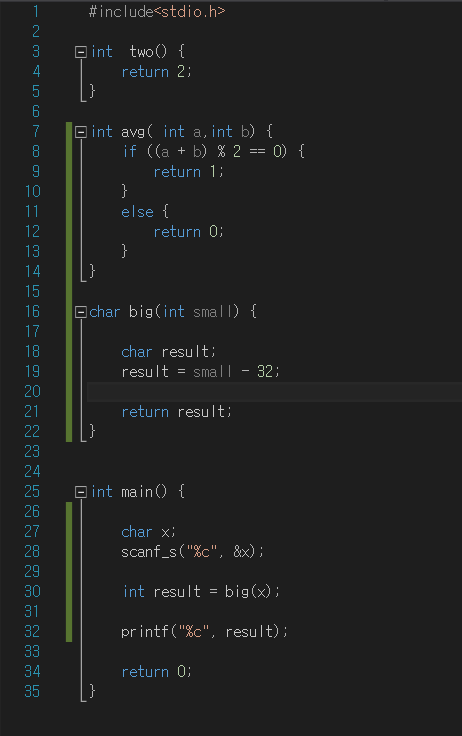 1 #include<stdio.h>
2
3 int  two() {
4     return 2;
5 }
6
7 int avg( int a,int b) {
8     if ((a + b) % 2 == 0) {
9         return 1;
10     }
11     else {
12         return 0;
13     }
14 }
15
16 char big(int small) {
17
18     char result;
19     result = small - 32;
20
21     return result;
22 }
23
24
25 int main() {
26
27     char x;
28     scanf_s("%c", &x);
29
30     int result = big(x);
31
32     printf("%c", result);
33
34     return 0;
35 }